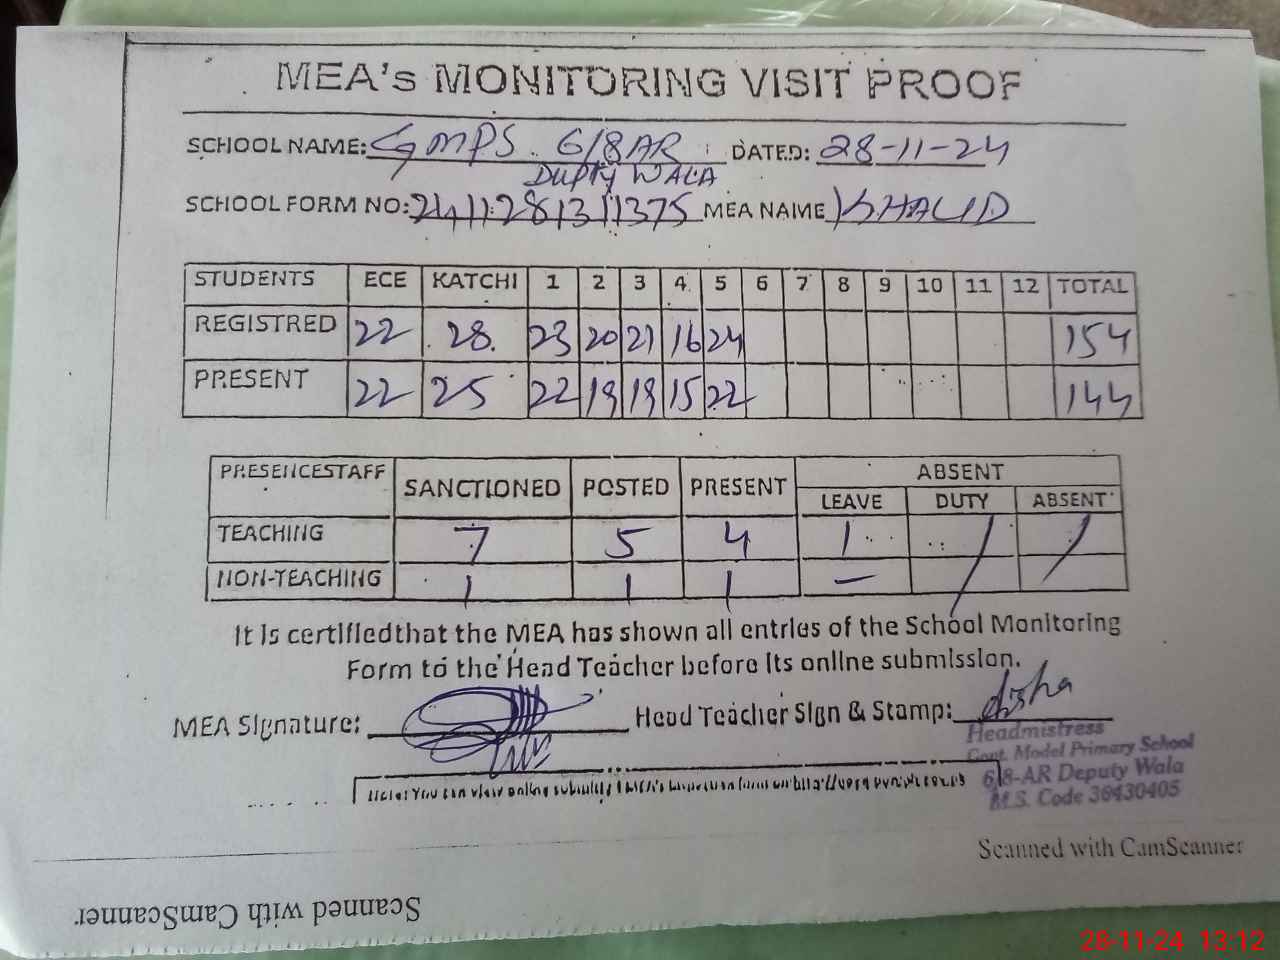 MEA's MONITORING VISIT PROOF
SCHOOL NAME: GMPS. 6/8AR DATED: 28-11-24
Dupty WALA
SCHOOL FORM NO: 2411281311375 MEA NAME KHALID
STUDENTS ECE KATCHI 1 2 3 4 5 6 7 8 9 10 11 12 TOTAL
REGISTRED 22 28 23 20 21 16 24 154
PRESENT 22 25 22 19 19 15 22 144
PRESENCESTAFF SANCTIONED POSTED PRESENT ABSENT
LEAVE DUTY ABSENT
TEACHING 7 5 4 1 / /
NON-TEACHING 1 1 1 -
It is certifiedthat the MEA has shown all entries of the School Monitoring
Form to the Head Teacher before its online submission.
MEA Signature: Head Teacher Sign & Stamp:
Headmistress
Govt. Model Primary School
6/8-AR Deputy Wala
M.S. Code 36430405
You can view online
Scanned with CamScanner
Scanned with CamScanner
28-11-24 13:12